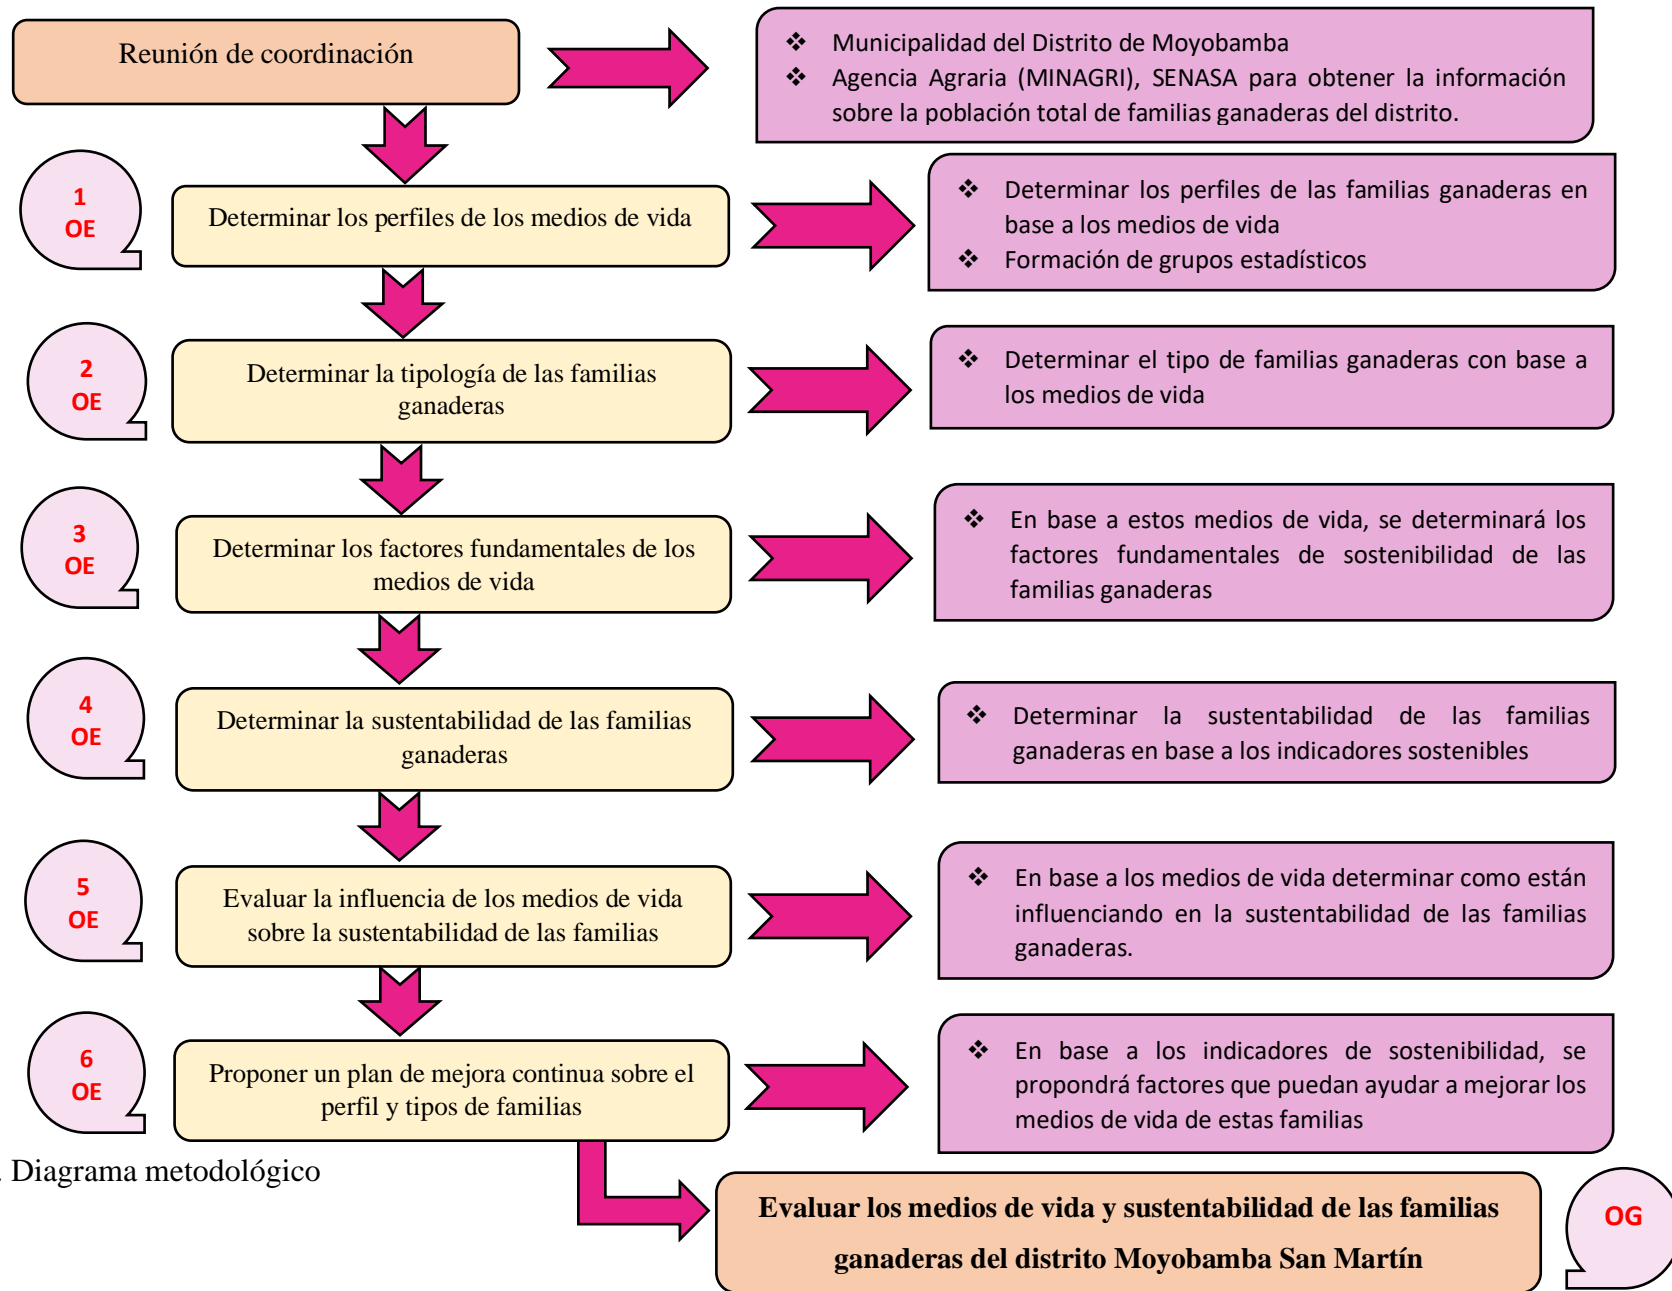 Reunión de coordinación
❖ Municipalidad del Distrito de Moyobamba
❖ Agencia Agraria (MINAGRI), SENASA para obtener la información
sobre la población total de familias ganaderas del distrito.
1
OE
Determinar los perfiles de los medios de vida
❖ Determinar los perfiles de las familias ganaderas en
base a los medios de vida
❖ Formación de grupos estadísticos
2
OE
Determinar la tipología de las familias
ganaderas
❖ Determinar el tipo de familias ganaderas con base a
los medios de vida
3
OE
Determinar los factores fundamentales de los
medios de vida
❖ En base a estos medios de vida, se determinará los
factores fundamentales de sostenibilidad de las
familias ganaderas
4
OE
Determinar la sustentabilidad de las familias
ganaderas
❖ Determinar la sustentabilidad de las familias
ganaderas en base a los indicadores sostenibles
5
OE
Evaluar la influencia de los medios de vida
sobre la sustentabilidad de las familias
❖ En base a los medios de vida determinar como están
influenciando en la sustentabilidad de las familias
ganaderas.
6
OE
Proponer un plan de mejora continua sobre el
perfil y tipos de familias
❖ En base a los indicadores de sostenibilidad, se
propondrá factores que puedan ayudar a mejorar los
medios de vida de estas familias
. Diagrama metodológico
Evaluar los medios de vida y sustentabilidad de las familias
ganaderas del distrito Moyobamba San Martín
OG